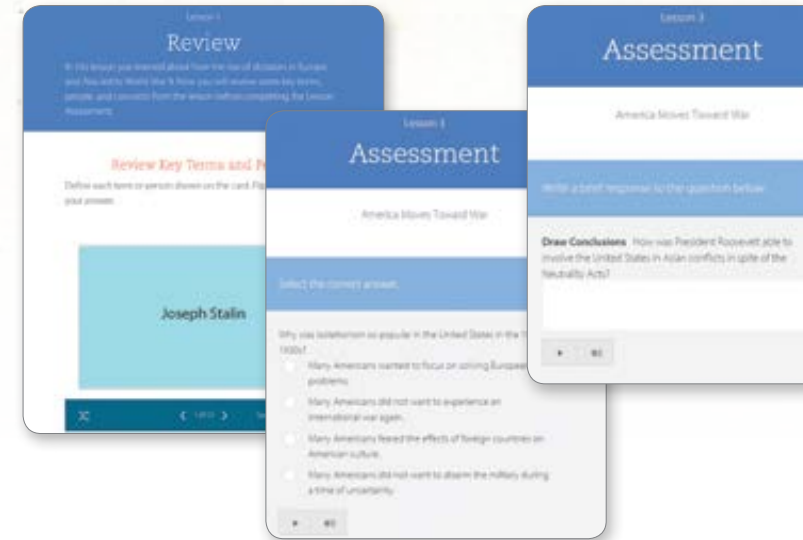 Lesson 1
Review
In this lesson you learned about from the rise of dictators in Europe
and Asia to World War II. Now you will review some key terms,
people, and concepts from the lesson before completing the Lesson
Assessment.
Review Key Terms and
Define each term or person shown on the card.
your answer.
Joseph Stalin
Lesson 3
Assessment
America Moves Toward War
Select the correct answer.
Why was isolationism so popular in the United States in the
1930s?
Many Americans wanted to focus on solving European
problems.
Many Americans did not want to experience an
international war again.
Many Americans feared the effects of foreign countries on
American culture.
Many Americans did not want to disarm the military during
a time of uncertainty.
Lesson 3
Assessment
America Moves Toward War
Write a brief response to the question below.
Draw Conclusions How was President Roosevelt able to
involve the United States in Asian conflicts in spite of the
Neutrality Acts?